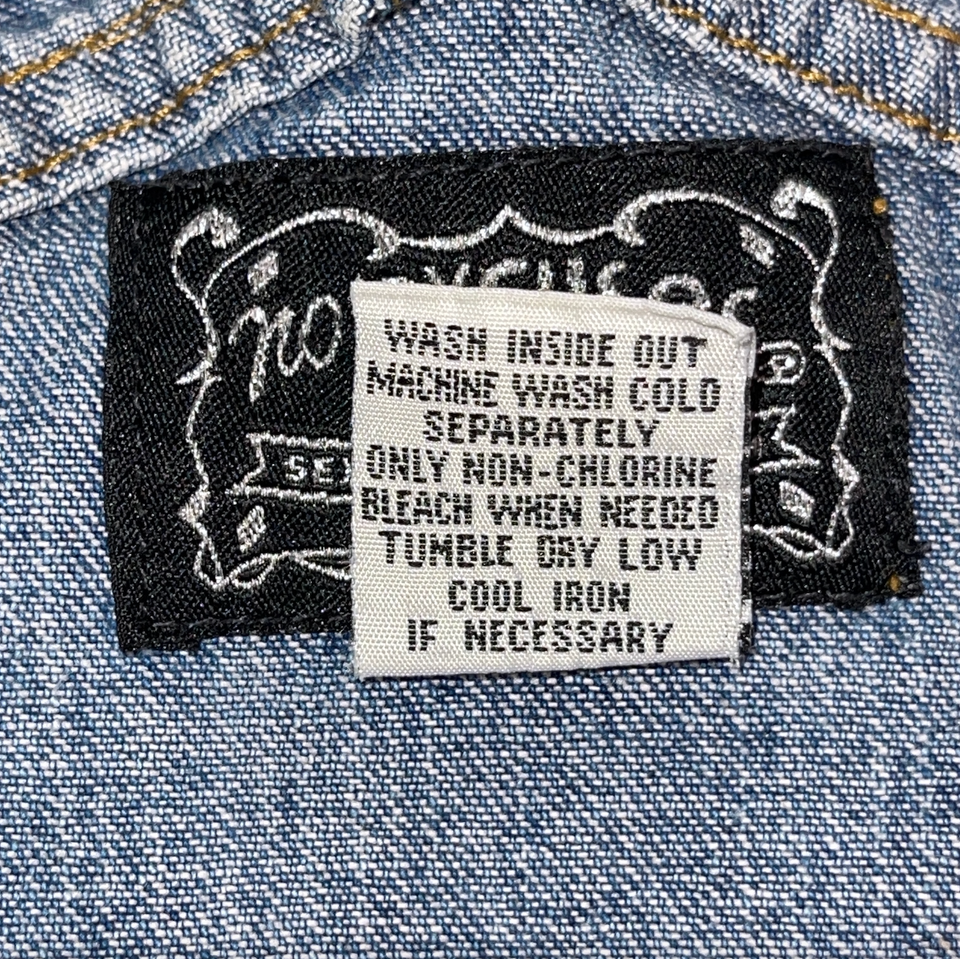 WASH INSIDE OUT
MACHINE WASH COLD
SEPARATELY
ONLY NON-CHLORINE
BLEACH WHEN NEEDED
TUMBLE DRY LOW
COOL IRON
IF NECESSARY